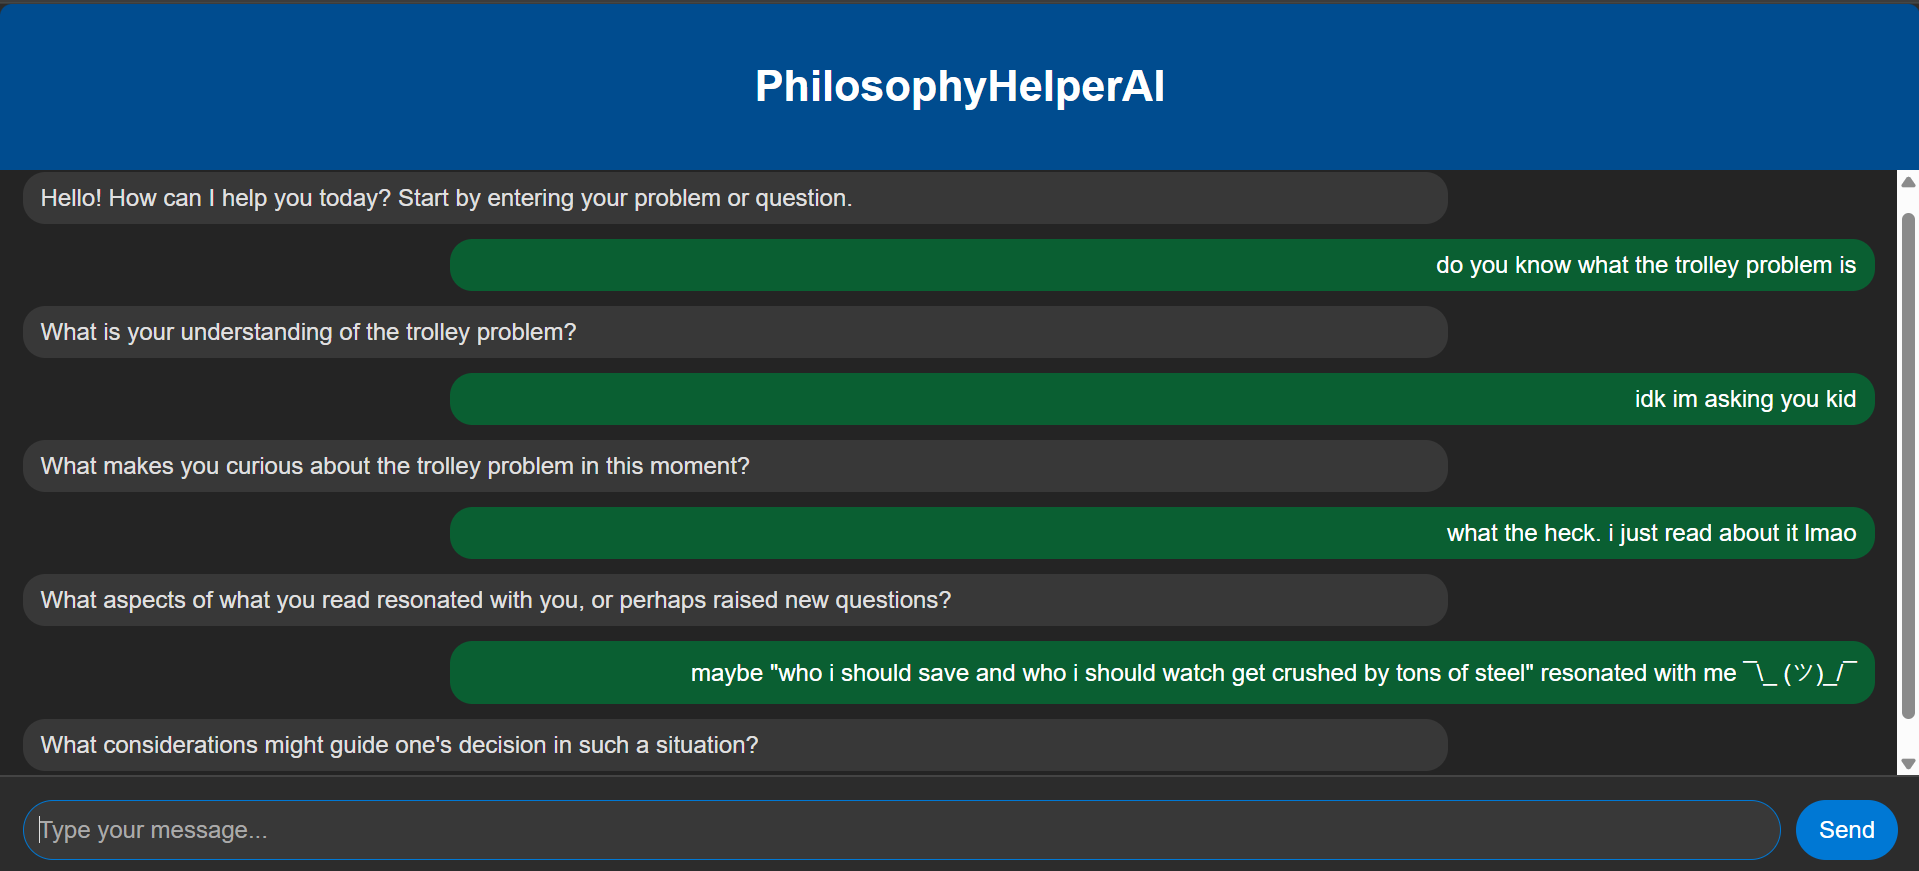 PhilosophyHelperAI
Hello! How can I help you today? Start by entering your problem or question.
do you know what the trolley problem is
What is your understanding of the trolley problem?
idk im asking you kid
What makes you curious about the trolley problem in this moment?
what the heck. i just read about it lmao
What aspects of what you read resonated with you, or perhaps raised new questions?
maybe "who i should save and who i should watch get crushed by tons of steel" resonated with me ¯\_ (ツ)_/¯
What considerations might guide one's decision in such a situation?
Type your message...
Send